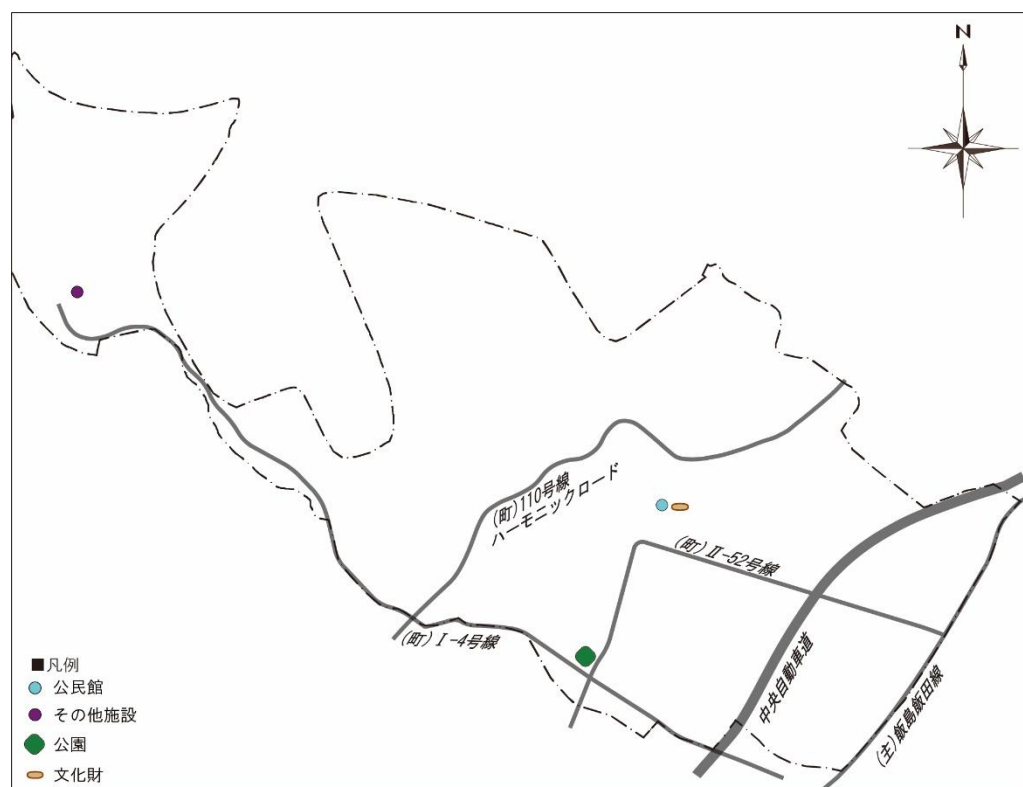 N
(町)110号線
ハーモニックロード
(町)Ⅱ-52号線
(町)Ⅰ-4号線
中央自動車道
(主)飯島飯田線
■凡例
公民館
その他施設
公園
文化財